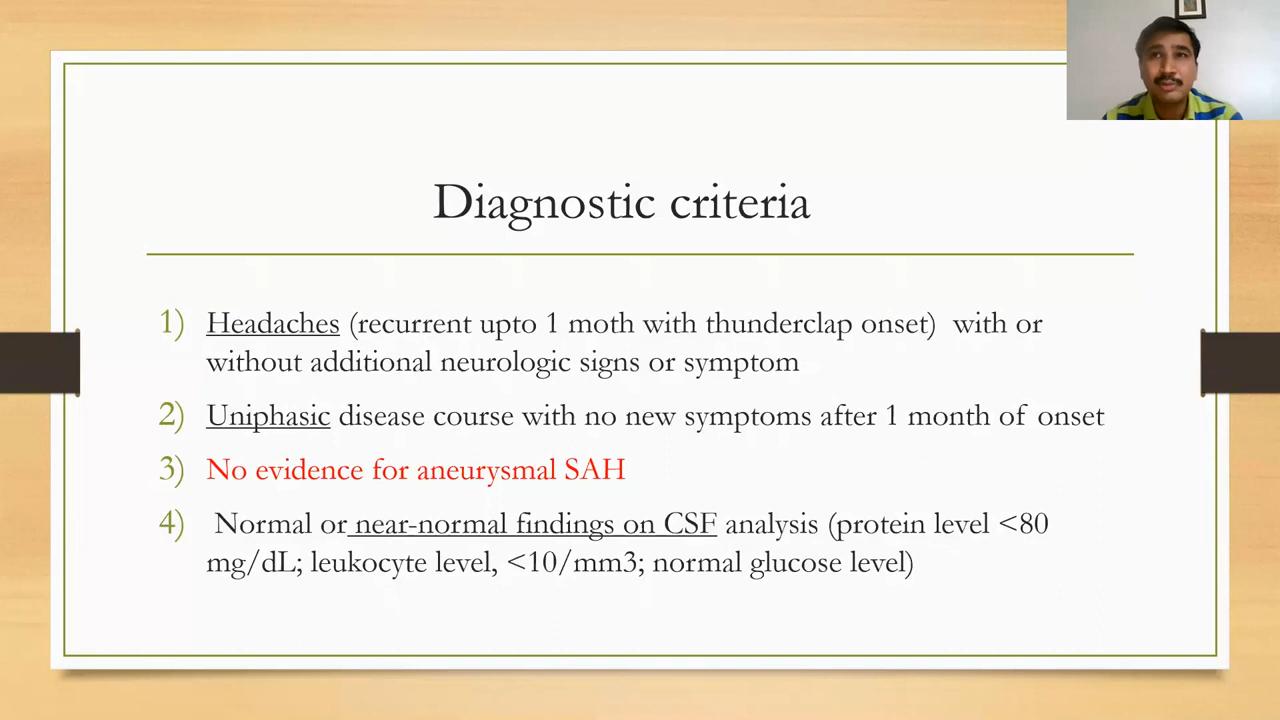 Diagnostic criteria
1) Headaches (recurrent upto 1 moth with thunderclap onset) with or
without additional neurologic signs or symptom
2) Uniphasic disease course with no new symptoms after 1 month of onset
3) No evidence for aneurysmal SAH
4) Normal or near-normal findings on CSF analysis (protein level <80
mg/dL; leukocyte level, <10/mm3; normal glucose level)